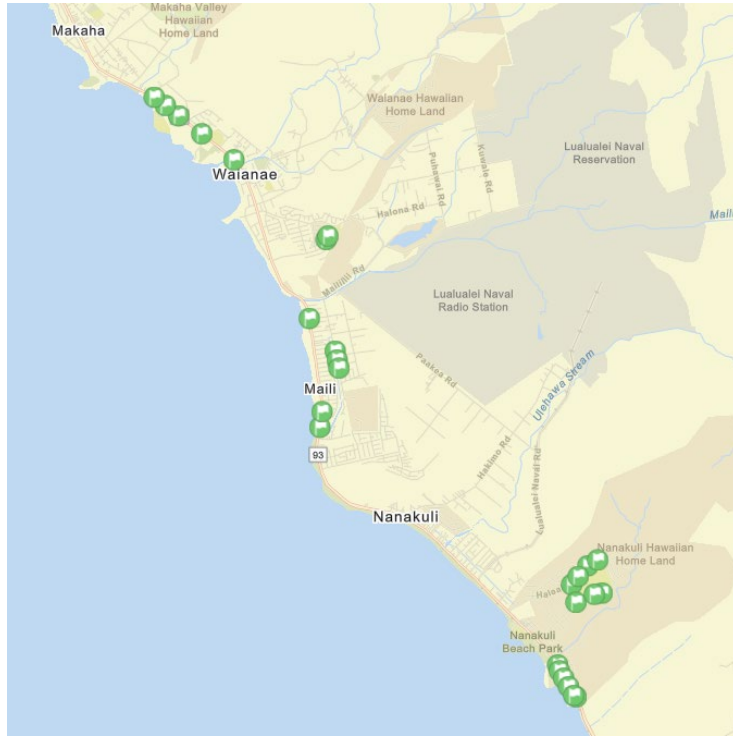 Makaha Valley
Hawaiian
Home Land
Makaha
Waianae Hawaiian
Home Land
Lualualei Naval
Reservation
Puhawai Rd
Kuwale Rd
Waianae
Halona Rd
Maili
Mailiilii Rd
Lualualei Naval
Radio Station
Paakea Rd
Ulehawa Stream
Maili
93
Hakimo Rd
Lualualei Naval Rd
Nanakuli
Nanakuli Hawaiian
Home Land
Nanakuli
Beach Park